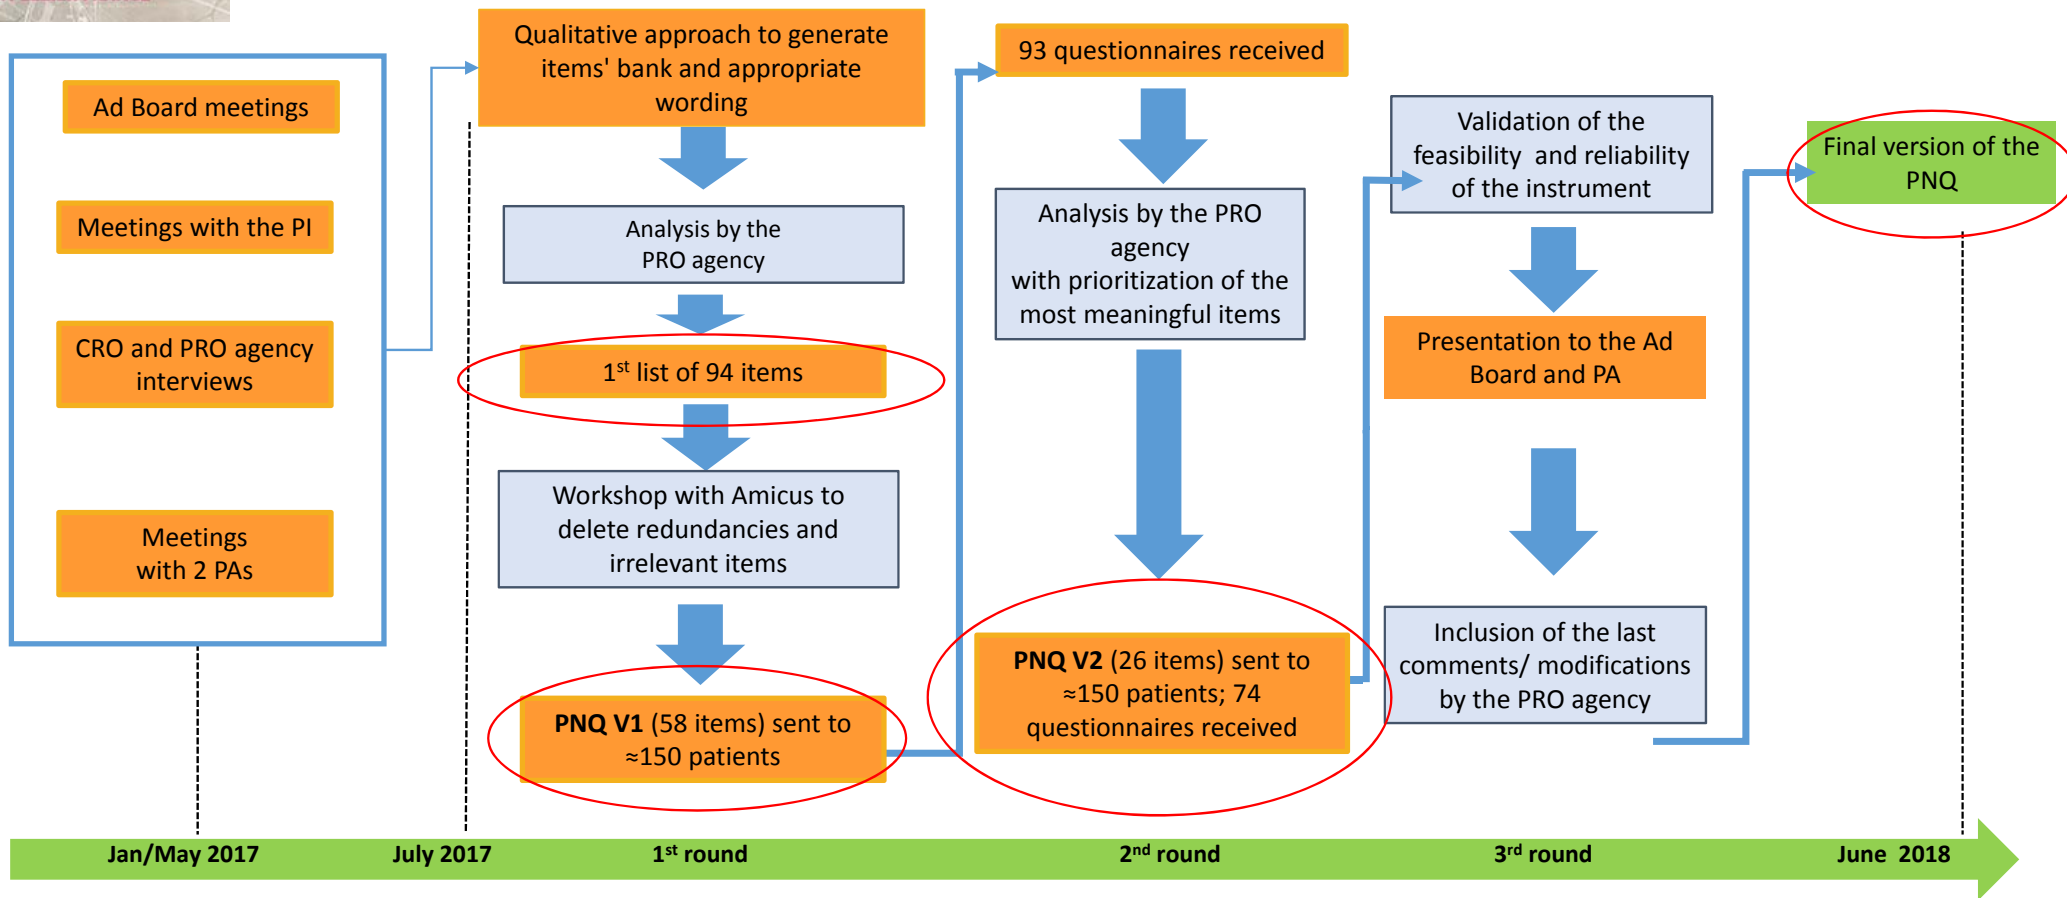 Ad Board meetings
Meetings with the PI
CRO and PRO agency
interviews
Meetings
with 2 PAs
Qualitative approach to generate
items' bank and appropriate
wording
Analysis by the
PRO agency
1st list of 94 items
Workshop with Amicus to
delete redundancies and
irrelevant items
PNQ V1 (58 items) sent to
≈150 patients
93 questionnaires received
Analysis by the PRO
agency
with prioritization of the
most meaningful items
PNQ V2 (26 items) sent to
≈150 patients; 74
questionnaires received
Validation of the
feasibility and reliability
of the instrument
Presentation to the Ad
Board and PA
Inclusion of the last
comments/ modifications
by the PRO agency
Final version of the
PNQ
Jan/May 2017
July 2017
1st round
2nd round
3rd round
June 2018